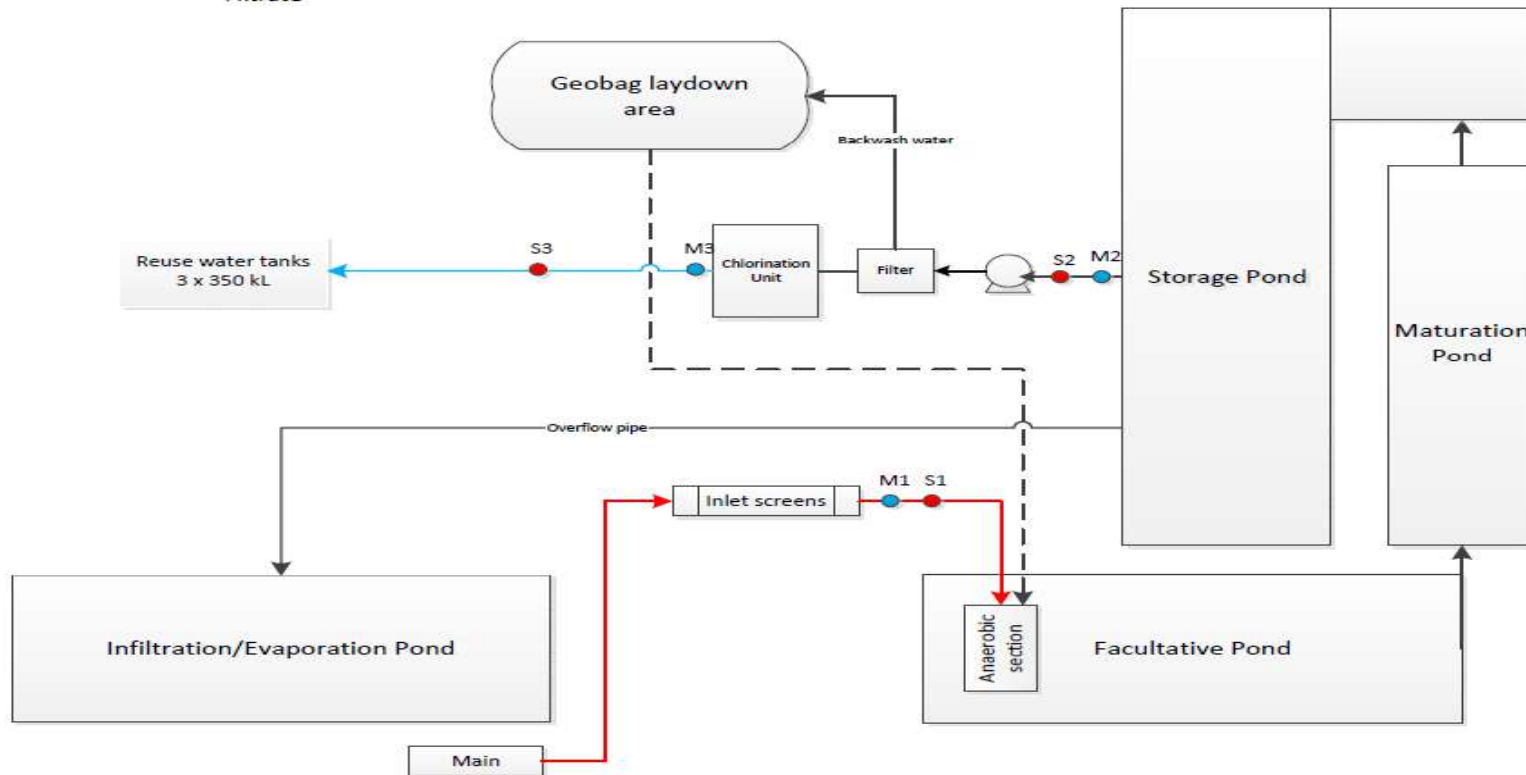 Geobag laydown
area
Backwash water
Reuse water tanks
3 x 350 kL
S3
M3
Chlorination
Unit
Filter
S2
M2
Storage Pond
Maturation
Pond
Overflow pipe
M1
S1
Inlet screens
Infiltration/Evaporation Pond
Anaerobic
section
Facultative Pond
Main